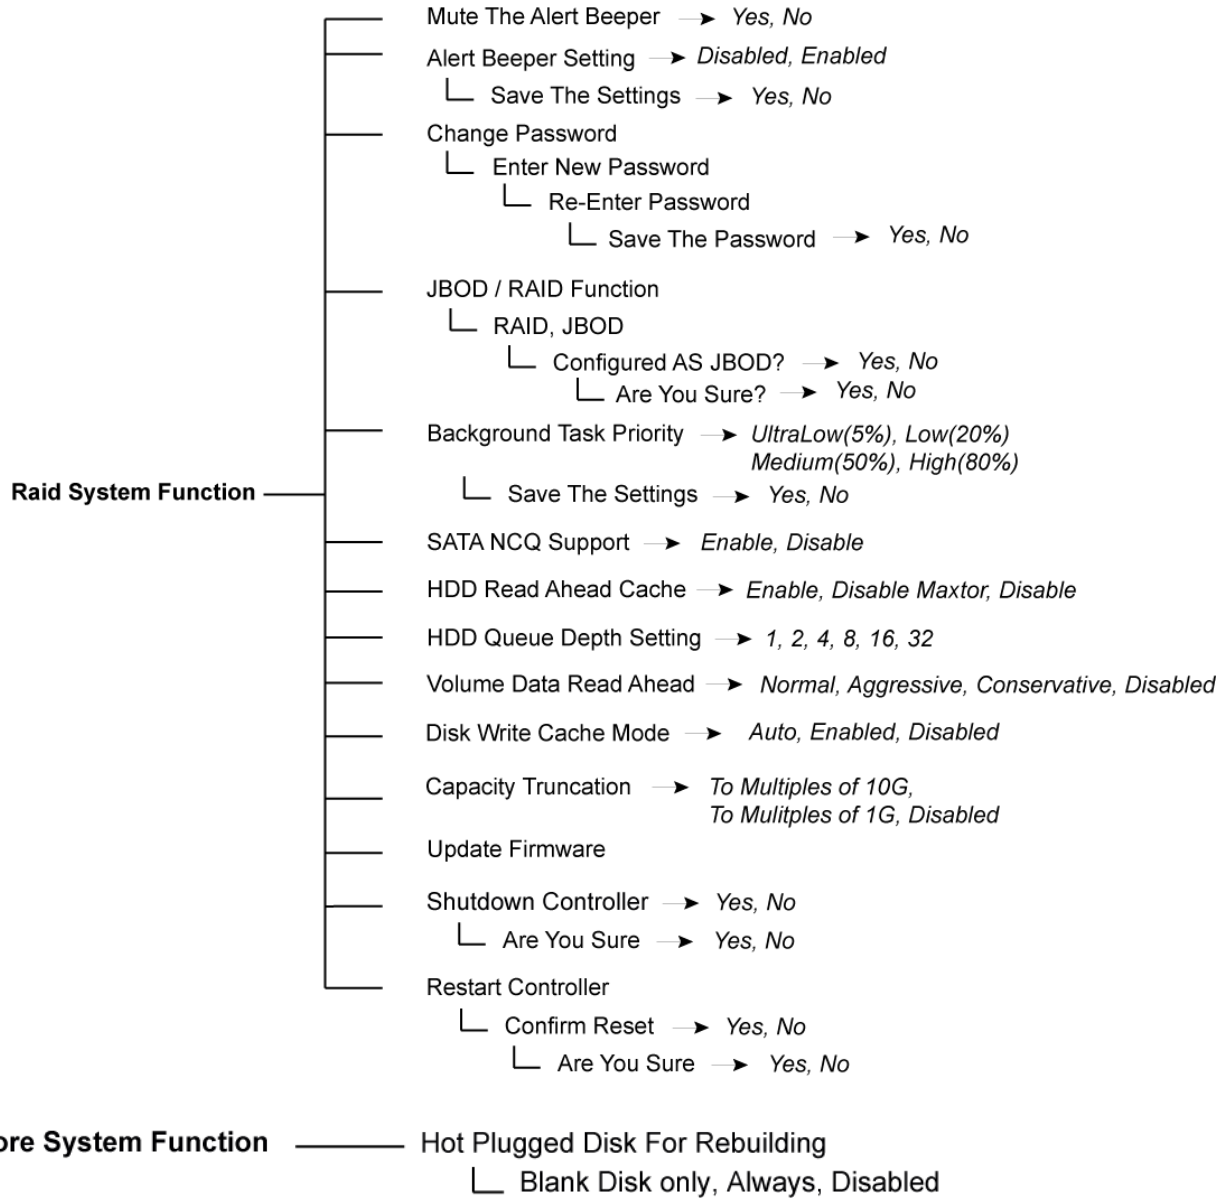 Mute The Alert Beeper Yes, No
Alert Beeper Setting Disabled, Enabled
Save The Settings Yes, No
Change Password
Enter New Password
Re-Enter Password
Save The Password Yes, No
JBOD / RAID Function
RAID, JBOD
Configured AS JBOD? Yes, No
Are You Sure? Yes, No
Background Task Priority UltraLow(5%), Low(20%)
Medium(50%), High(80%)
Raid System Function
Save The Settings Yes, No
SATA NCQ Support Enable, Disable
HDD Read Ahead Cache Enable, Disable Maxtor, Disable
HDD Queue Depth Setting 1, 2, 4, 8, 16, 32
Volume Data Read Ahead Normal, Aggressive, Conservative, Disabled
Disk Write Cache Mode Auto, Enabled, Disabled
Capacity Truncation To Multiples of 10G,
To Mulitples of 1G, Disabled
Update Firmware
Shutdown Controller Yes, No
Are You Sure Yes, No
Restart Controller
Confirm Reset Yes, No
Are You Sure Yes, No
ore System Function Hot Plugged Disk For Rebuilding
Blank Disk only, Always, Disabled